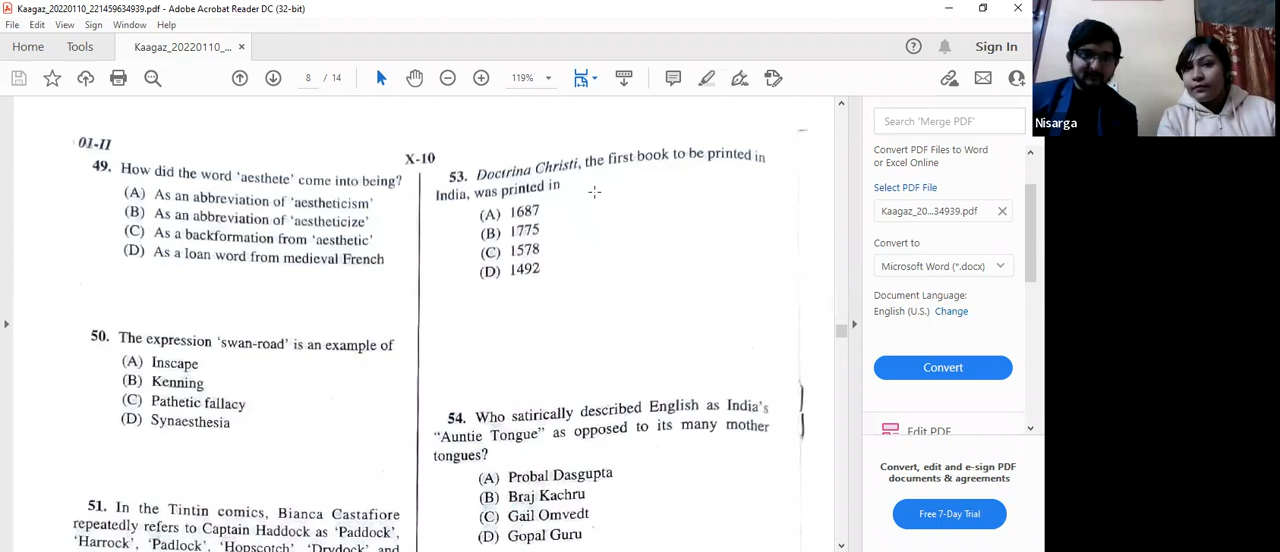 Kaagaz_20220110_221459634939.pdf - Adobe Acrobat Reader DC (32-bit)
File Edit View Sign Window Help
Home Tools Kaagaz_20220110_... × Sign In
8 / 14 119%
01-II
X-10
49. How did the word 'aesthete' come into being?
(A) As an abbreviation of 'aestheticism'
(B) As an abbreviation of 'aestheticize'
(C) As a backformation from 'aesthetic'
(D) As a loan word from medieval French
50. The expression 'swan-road' is an example of
(A) Inscape
(B) Kenning
(C) Pathetic fallacy
(D) Synaesthesia
51. In the Tintin comics, Bianca Castafiore
repeatedly refers to Captain Haddock as 'Paddock',
'Harrock', 'Padlock', 'Hopscotch', 'Drydock' and
53. Doctrina Christi, the first book to be printed in
India, was printed in
(A) 1687
(B) 1775
(C) 1578
(D) 1492
54. Who satirically described English as India's
"Auntie Tongue" as opposed to its many mother
tongues?
(A) Probal Dasgupta
(B) Braj Kachru
(C) Gail Omvedt
(D) Gopal Guru
Search 'Merge PDF'
Convert PDF Files to Word
or Excel Online
Select PDF File
Kaagaz_20...34939.pdf
Convert to
Microsoft Word (*.docx)
Document Language:
English (U.S.) Change
Convert
Edit PDF
Convert, edit and e-sign PDF
documents & agreements
Free 7-Day Trial
Nisarga